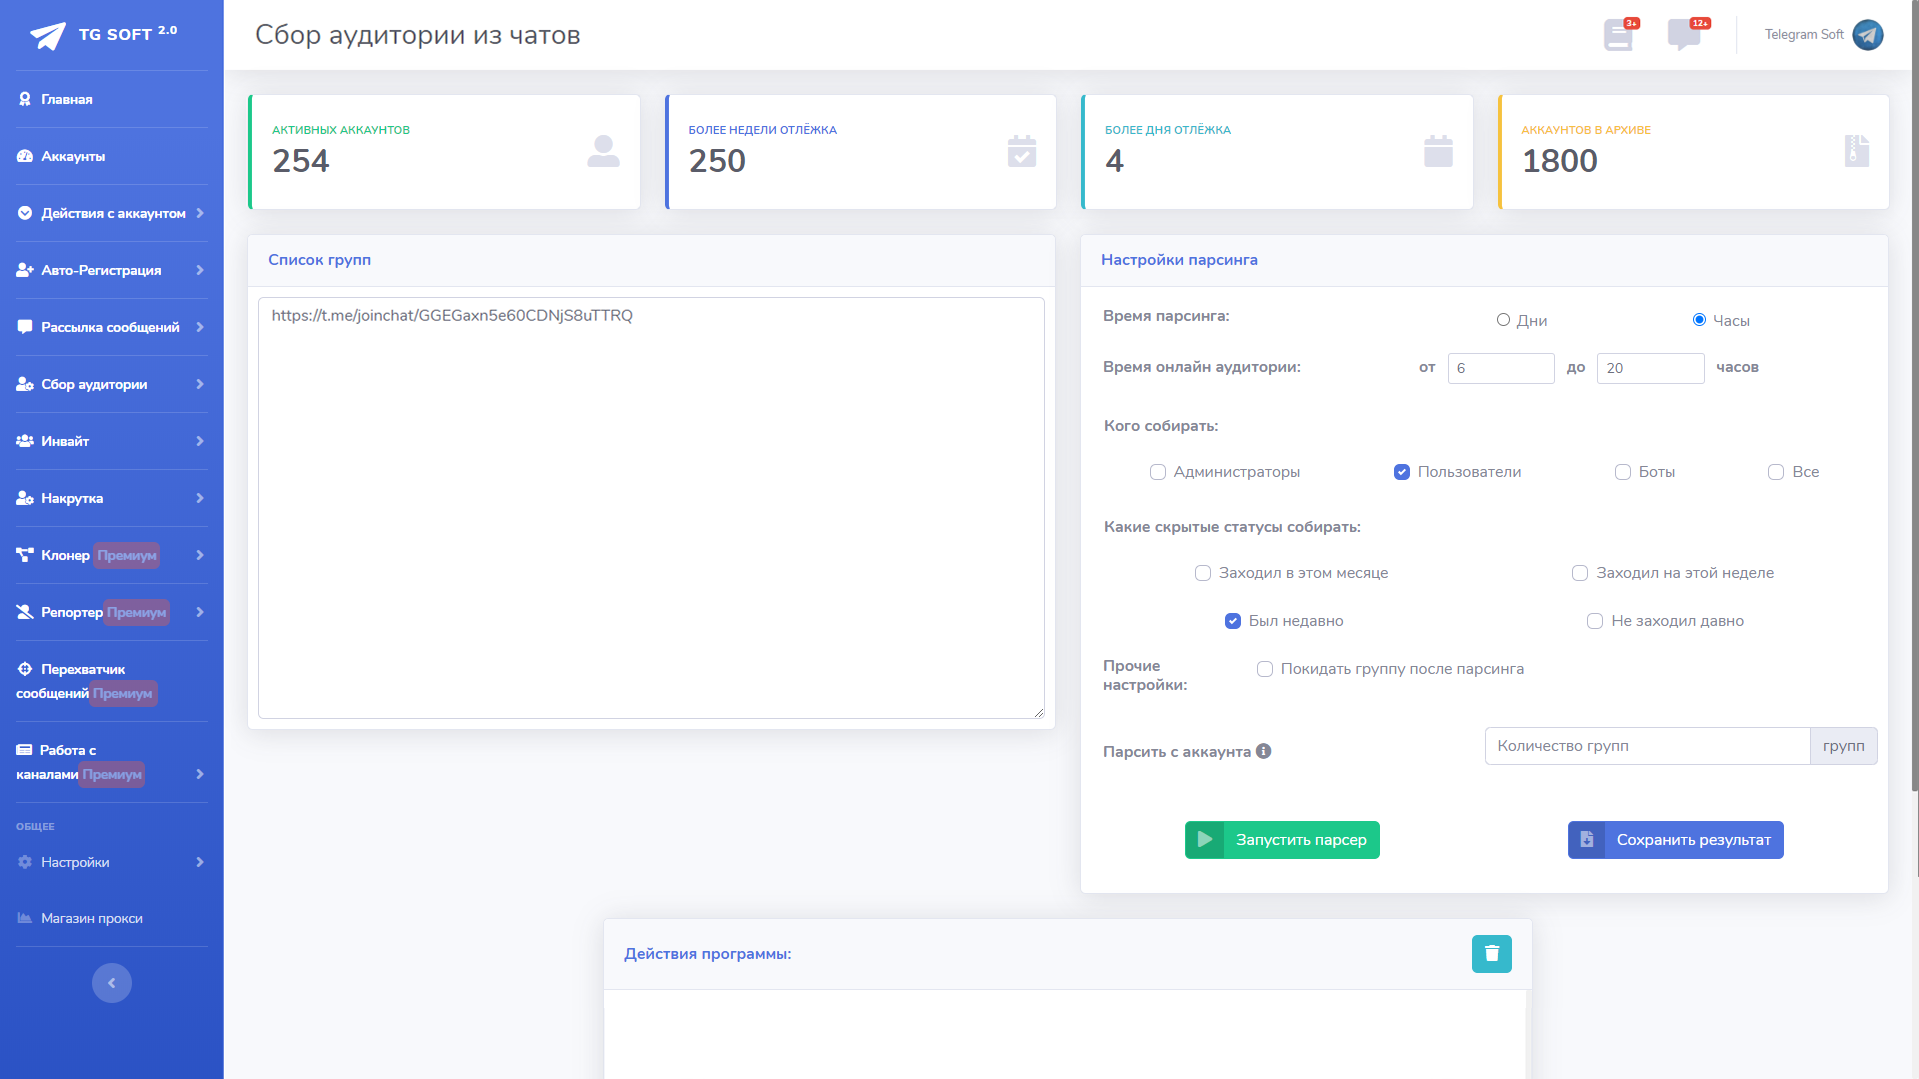 TG SOFT 2.0
Главная
Аккаунты
Действия с аккаунтом
Авто-Регистрация
Рассылка сообщений
Сбор аудитории
Инвайт
Накрутка
Клонер Премиум
Репортер Премиум
Перехватчик
сообщений Премиум
Работа с
каналами Премиум
ОБЩЕЕ
Настройки
Магазин прокси
Сбор аудитории из чатов
3+
12+
Telegram Soft
АКТИВНЫХ АККАУНТОВ
254
БОЛЕЕ НЕДЕЛИ ОТЛЁЖКА
250
БОЛЕЕ ДНЯ ОТЛЁЖКА
4
АККАУНТОВ В АРХИВЕ
1800
Список групп
https://t.me/joinchat/GGEGaxn5e60CDNjS8uTTRQ
Настройки парсинга
Время парсинга: Дни Часы
Время онлайн аудитории: от 6 до 20 часов
Кого собирать:
Администраторы Пользователи Боты Все
Какие скрытые статусы собирать:
Заходил в этом месяце Заходил на этой неделе
Был недавно Не заходил давно
Прочие
настройки:
Покидать группу после парсинга
Парсить с аккаунта Количество групп групп
Запустить парсер Сохранить результат
Действия программы: